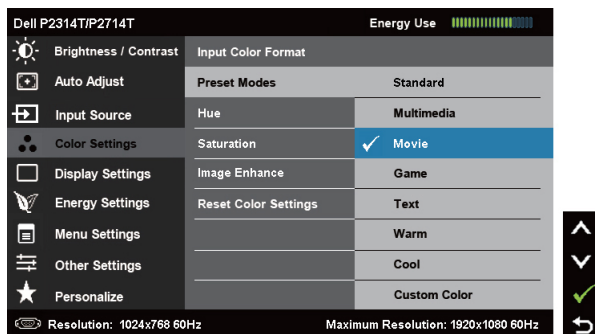 Dell P2314T/P2714T
Energy Use
Brightness / Contrast
Auto Adjust
Input Source
Color Settings
Display Settings
Energy Settings
Menu Settings
Other Settings
Personalize
Input Color Format
Preset Modes
Hue
Saturation
Image Enhance
Reset Color Settings
Standard
Multimedia
Movie
Game
Text
Warm
Cool
Custom Color
Resolution: 1024x768 60Hz
Maximum Resolution: 1920x1080 60Hz